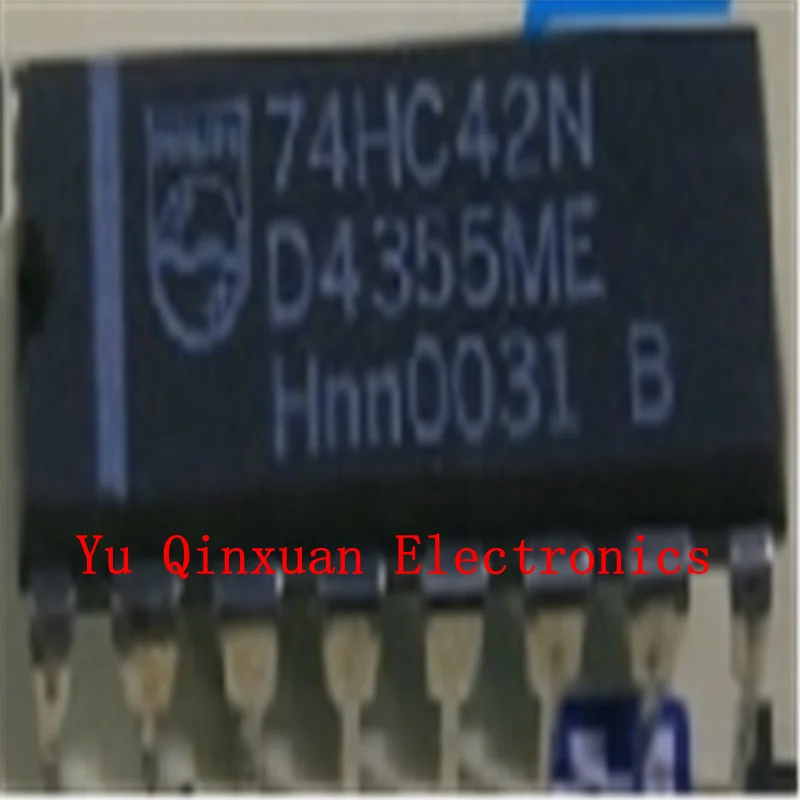 74HC42N
D4355ME
Hnn0031 B
Yu Qinxuan Electronics